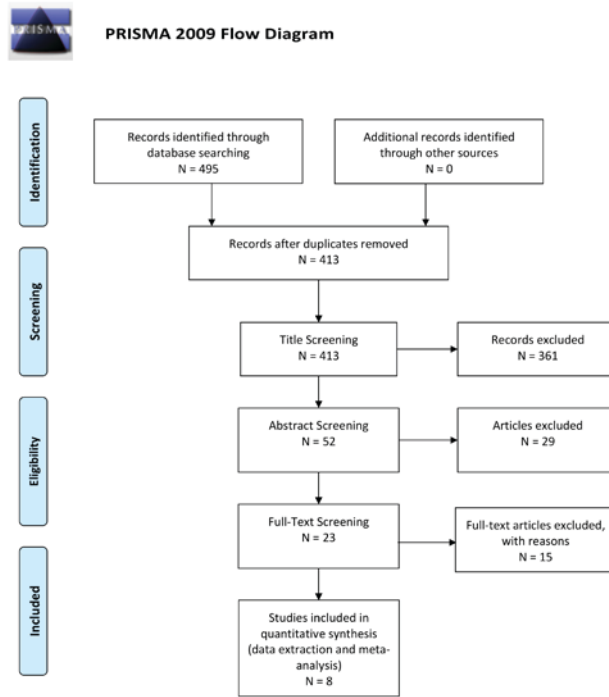 PRISMA
PRISMA 2009 Flow Diagram
Identification
Records identified through
database searching
N = 495
Additional records identified
through other sources
N = 0
Records after duplicates removed
N = 413
Screening
Title Screening
N = 413
Records excluded
N = 361
Eligibility
Abstract Screening
N = 52
Articles excluded
N = 29
Full-Text Screening
N = 23
Full-text articles excluded,
with reasons
N = 15
Included
Studies included in
quantitative synthesis
(data extraction and meta-
analysis)
N = 8